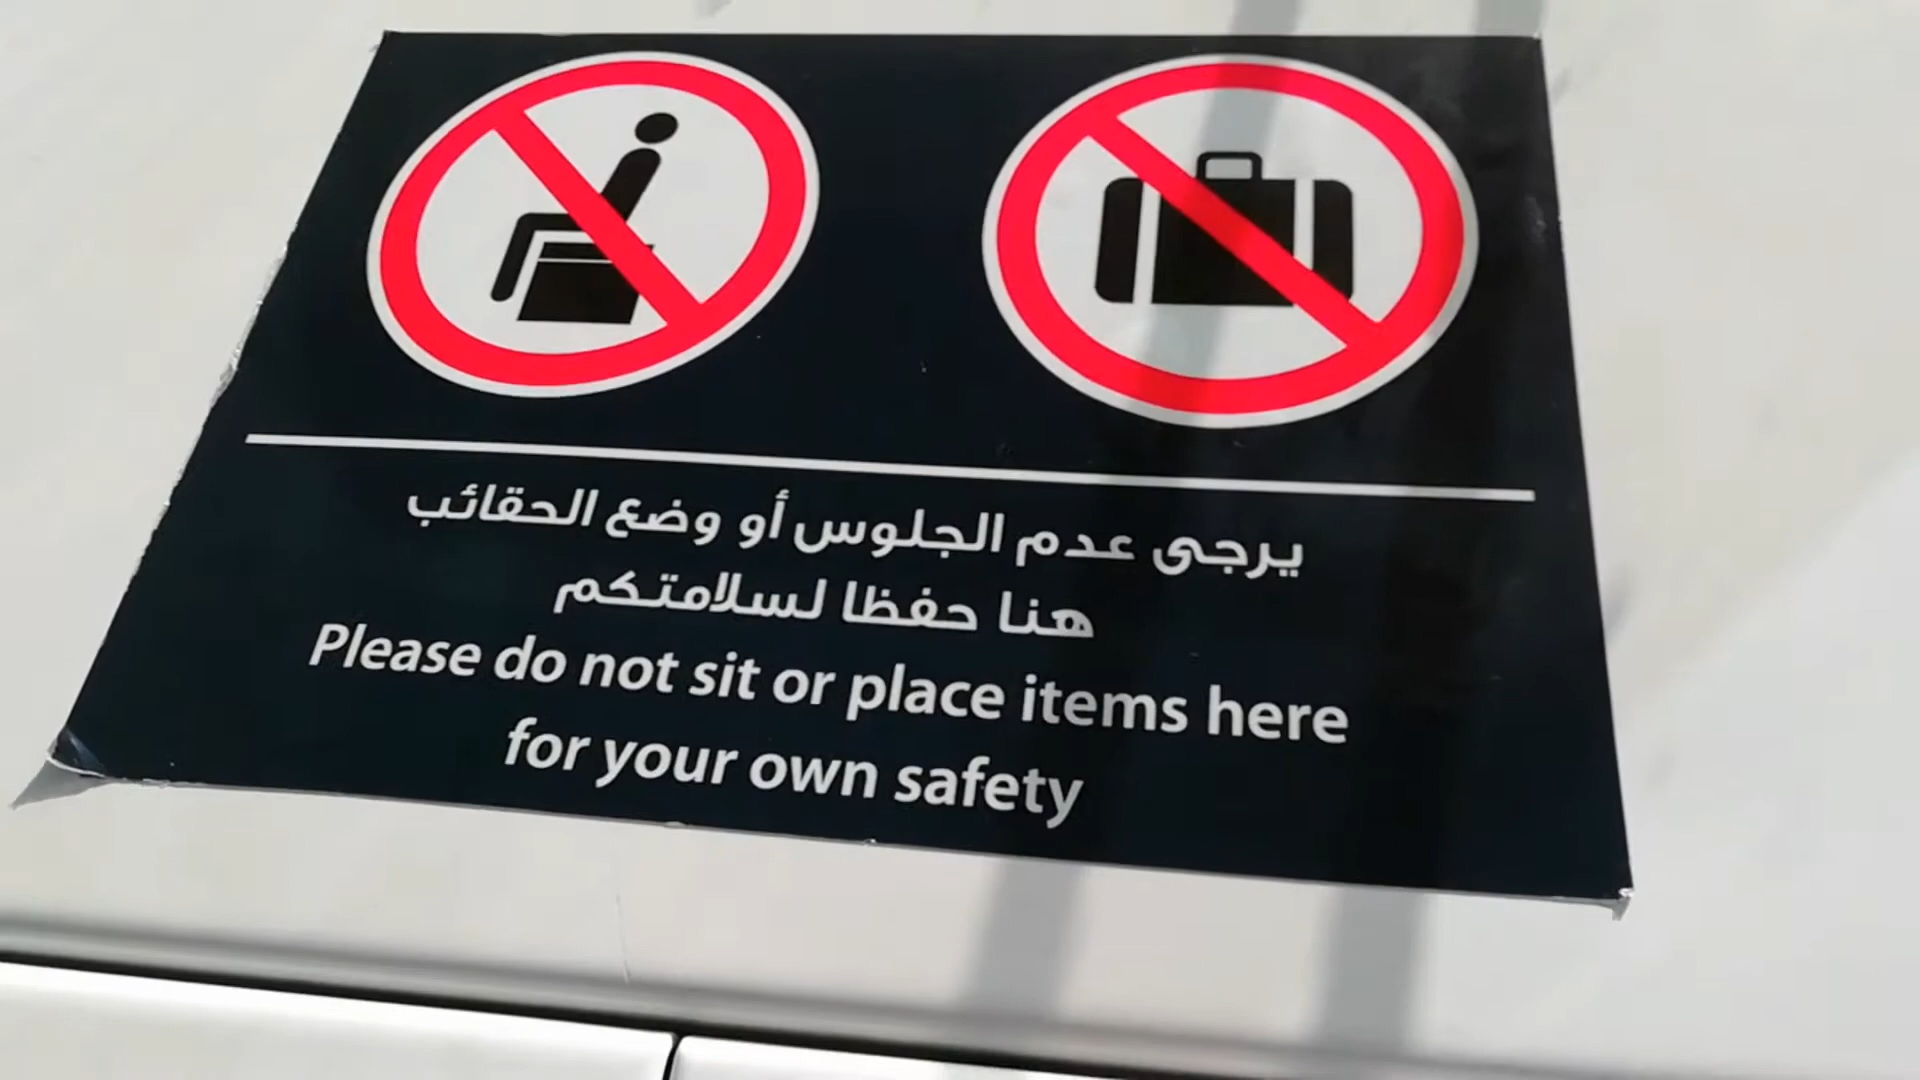 يرجى عدم الجلوس أو وضع الحقائب
هنا حفظا لسلامتكم
Please do not sit or place items here
for your own safety